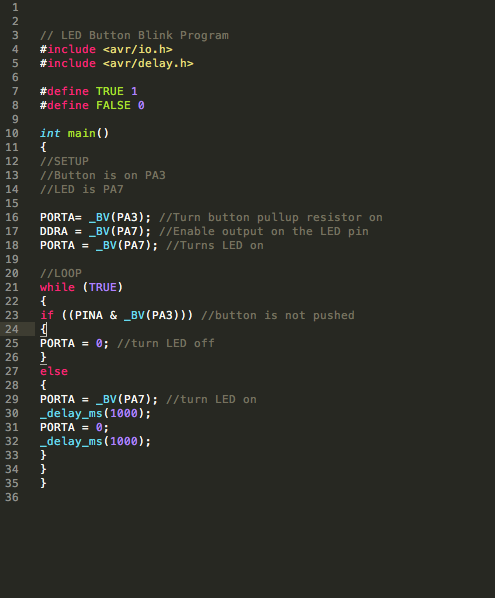 1
2
3 // LED Button Blink Program
4 #include <avr/io.h>
5 #include <avr/delay.h>
6
7 #define TRUE 1
8 #define FALSE 0
9
10 int main()
11 {
12 //SETUP
13 //Button is on PA3
14 //LED is PA7
15
16 PORTA= _BV(PA3); //Turn button pullup resistor on
17 DDRA = _BV(PA7); //Enable output on the LED pin
18 PORTA = _BV(PA7); //Turns LED on
19
20 //LOOP
21 while (TRUE)
22 {
23 if ((PINA & _BV(PA3))) //button is not pushed
24 {
25 PORTA = 0; //turn LED off
26 }
27 else
28 {
29 PORTA = _BV(PA7); //turn LED on
30 _delay_ms(1000);
31 PORTA = 0;
32 _delay_ms(1000);
33 }
34 }
35 }
36